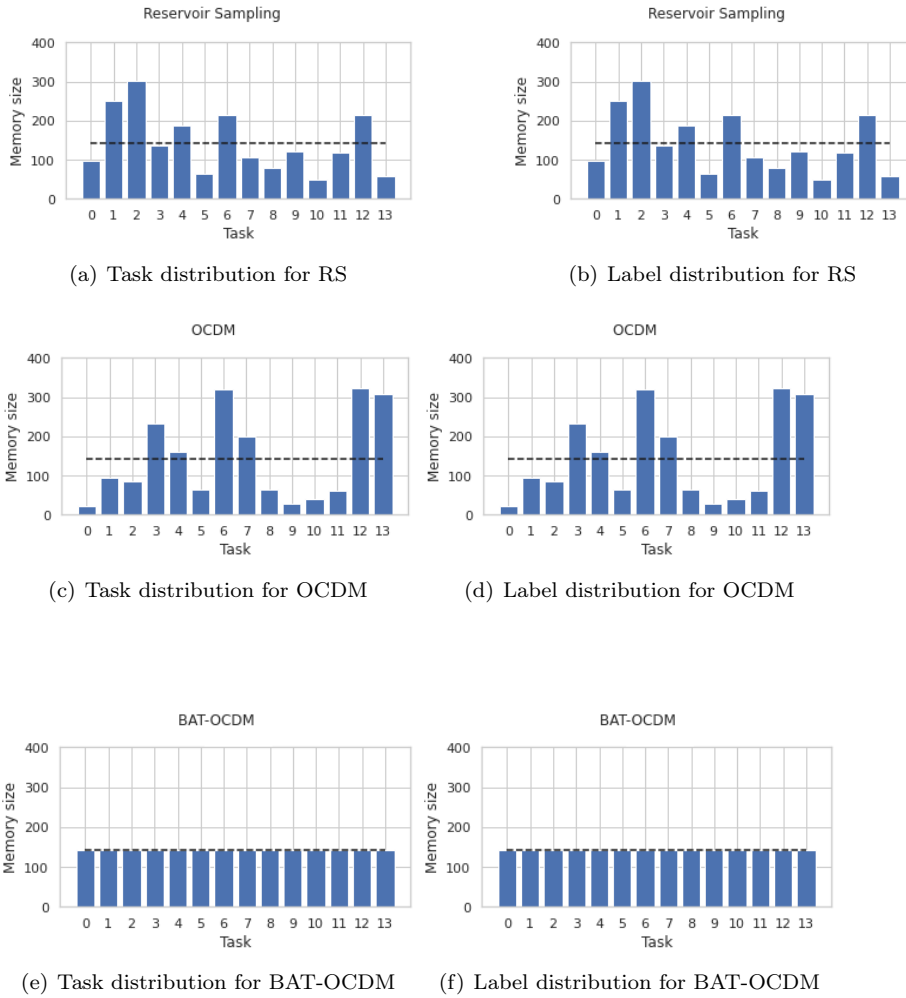 Reservoir Sampling
400
300
200
100
0
Memory size
0 1 2 3 4 5 6 7 8 9 10 11 12 13
Task
(a) Task distribution for RS
Reservoir Sampling
400
300
200
100
0
Memory size
0 1 2 3 4 5 6 7 8 9 10 11 12 13
Task
(b) Label distribution for RS
OCDM
400
300
200
100
0
Memory size
0 1 2 3 4 5 6 7 8 9 10 11 12 13
Task
(c) Task distribution for OCDM
OCDM
400
300
200
100
0
Memory size
0 1 2 3 4 5 6 7 8 9 10 11 12 13
Task
(d) Label distribution for OCDM
BAT-OCDM
400
300
200
100
0
Memory size
0 1 2 3 4 5 6 7 8 9 10 11 12 13
Task
(e) Task distribution for BAT-OCDM
BAT-OCDM
400
300
200
100
0
Memory size
0 1 2 3 4 5 6 7 8 9 10 11 12 13
Task
(f) Label distribution for BAT-OCDM